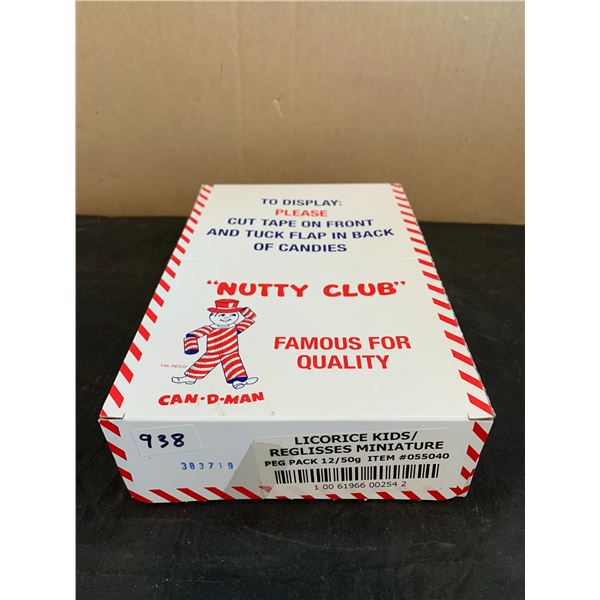 TO DISPLAY:
PLEASE
CUT TAPE ON FRONT
AND TUCK FLAP IN BACK
OF CANDIES
"NUTTY CLUB"
FAMOUS FOR
QUALITY
T.M. REG'D
CAN-D-MAN
938
383719
LICORICE KIDS/
REGLISSES MINIATURE
PEG PACK 12/50g ITEM #055040
1 00 61966 00254 2